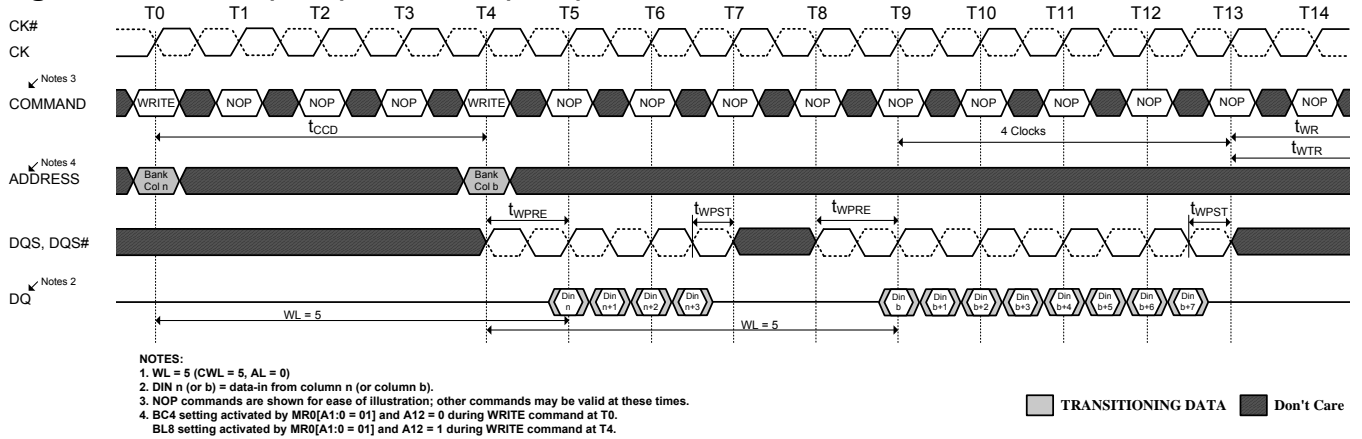 T0 T1 T2 T3 T4 T5 T6 T7 T8 T9 T10 T11 T12 T13 T14
CK#
CK
Notes 3
COMMAND
WRITE NOP NOP NOP WRITE NOP NOP NOP NOP NOP NOP NOP NOP NOP NOP
tCCD
4 Clocks
tWR
tWTR
Notes 4
ADDRESS
Bank Col n
Bank Col b
tWPRE tWPST tWPRE tWPST
DQS, DQS#
Notes 2
DQ
Din n Din n+1 Din n+2 Din n+3 Din b Din b+1 Din b+2 Din b+3 Din b+4 Din b+5 Din b+6 Din b+7
WL = 5
WL = 5
NOTES:
1. WL = 5 (CWL = 5, AL = 0)
2. DIN n (or b) = data-in from column n (or column b).
3. NOP commands are shown for ease of illustration; other commands may be valid at these times.
4. BC4 setting activated by MR0[A1:0 = 01] and A12 = 0 during WRITE command at T0.
BL8 setting activated by MR0[A1:0 = 01] and A12 = 1 during WRITE command at T4.
TRANSITIONING DATA
Don't Care